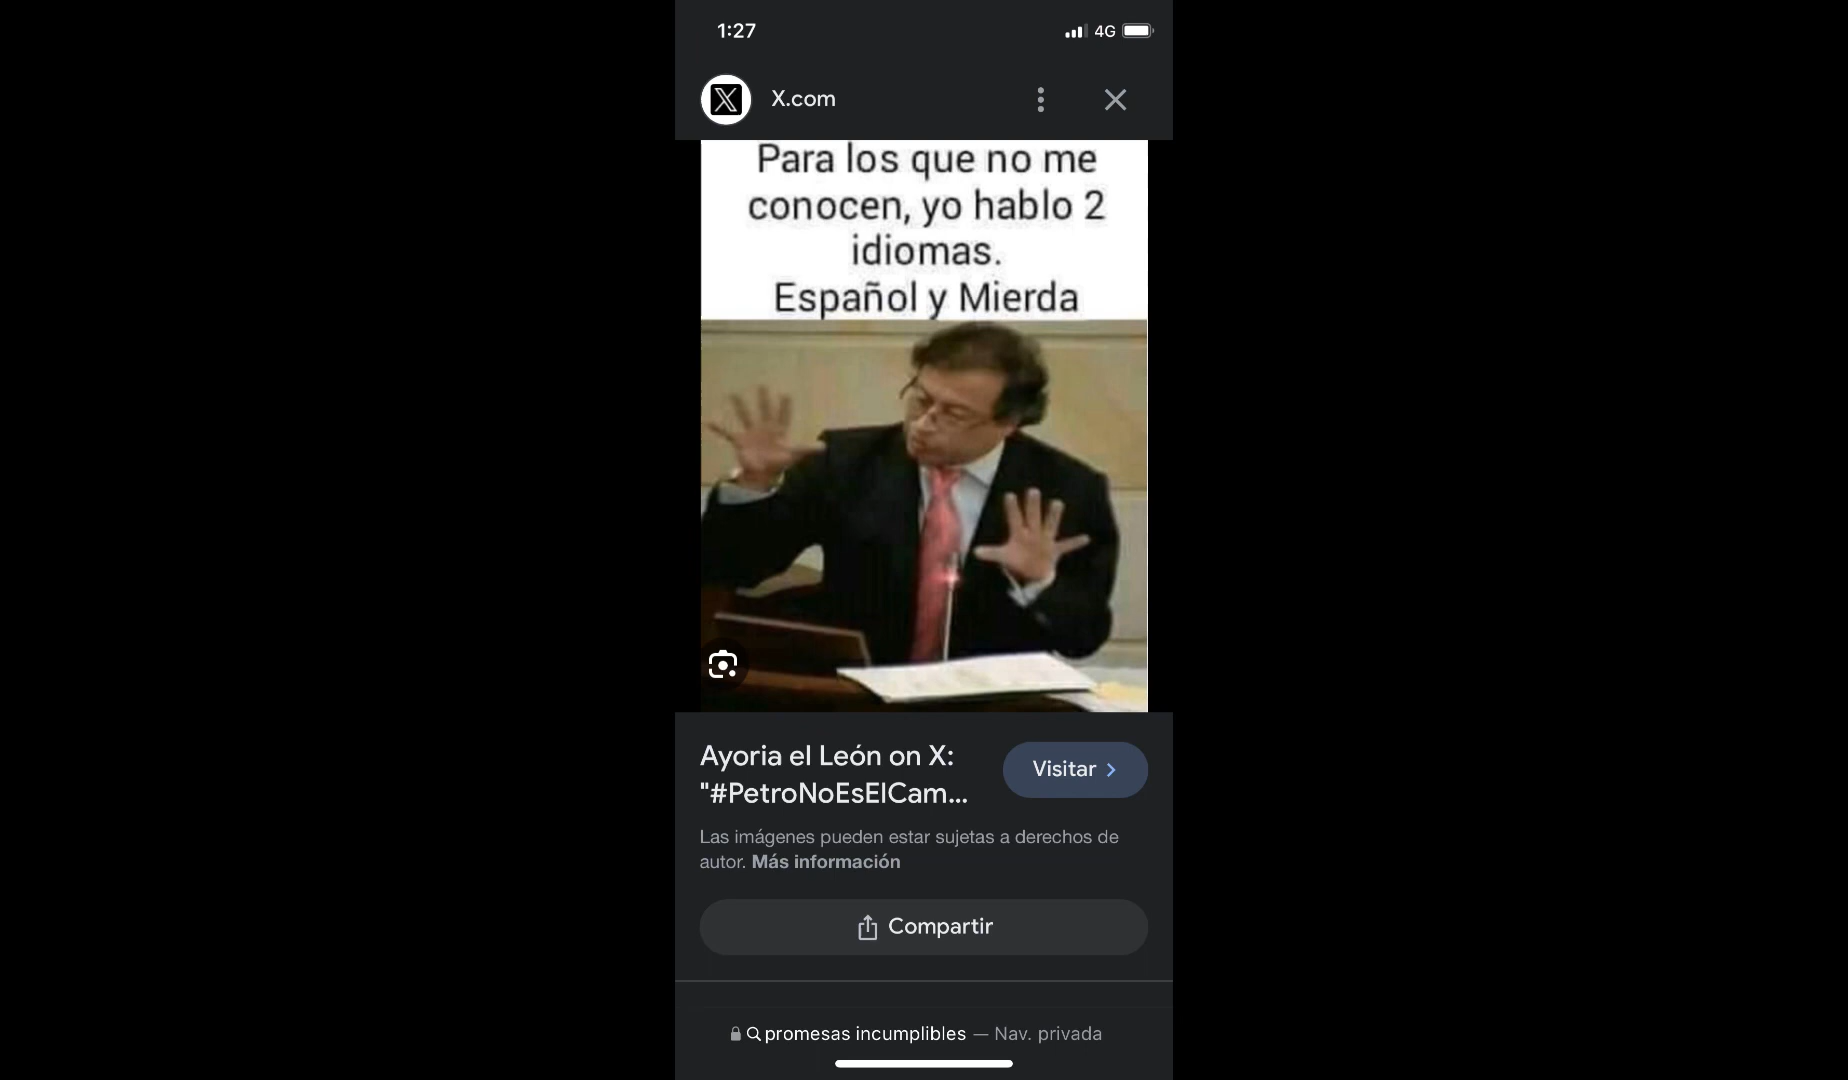 1:27
4G
X.com
Para los que no me
conocen, yo hablo 2
idiomas.
Español y Mierda
Ayoria el León on X:
"#PetroNoEsElCam...
Visitar
Las imágenes pueden estar sujetas a derechos de
autor. Más información
Compartir
promesas incumplibles — Nav. privada